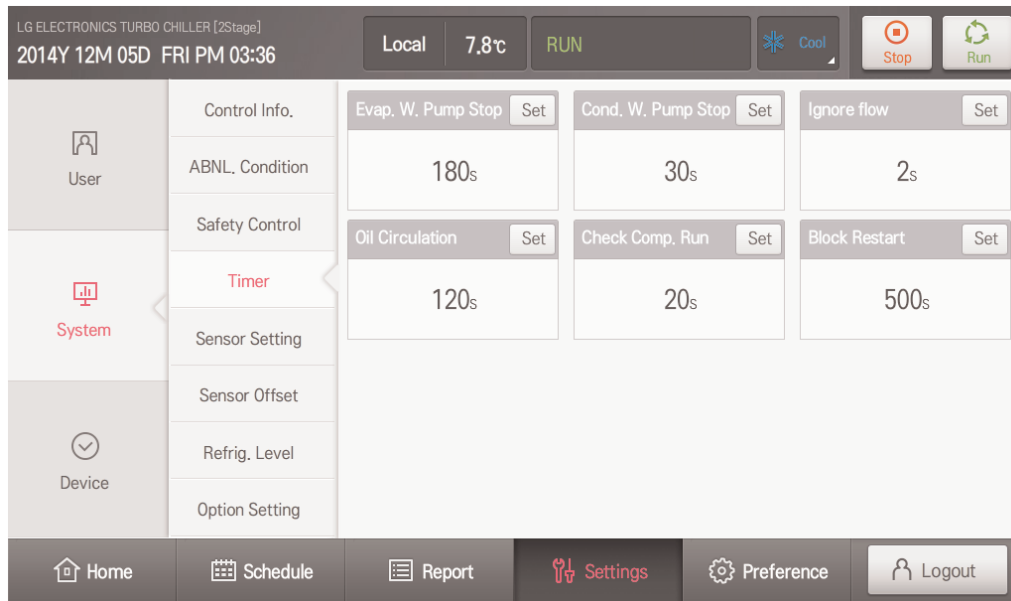 LG ELECTRONICS TURBO CHILLER [2Stage]
2014Y 12M 05D FRI PM 03:36
Local 7.8℃ RUN Cool Stop Run
User
System
Device
Control Info.
ABNL. Condition
Safety Control
Timer
Sensor Setting
Sensor Offset
Refrig. Level
Option Setting
Evap. W. Pump Stop Set
180s
Cond. W. Pump Stop Set
30s
Ignore flow Set
2s
Oil Circulation Set
120s
Check Comp. Run Set
20s
Block Restart Set
500s
Home Schedule Report Settings Preference Logout